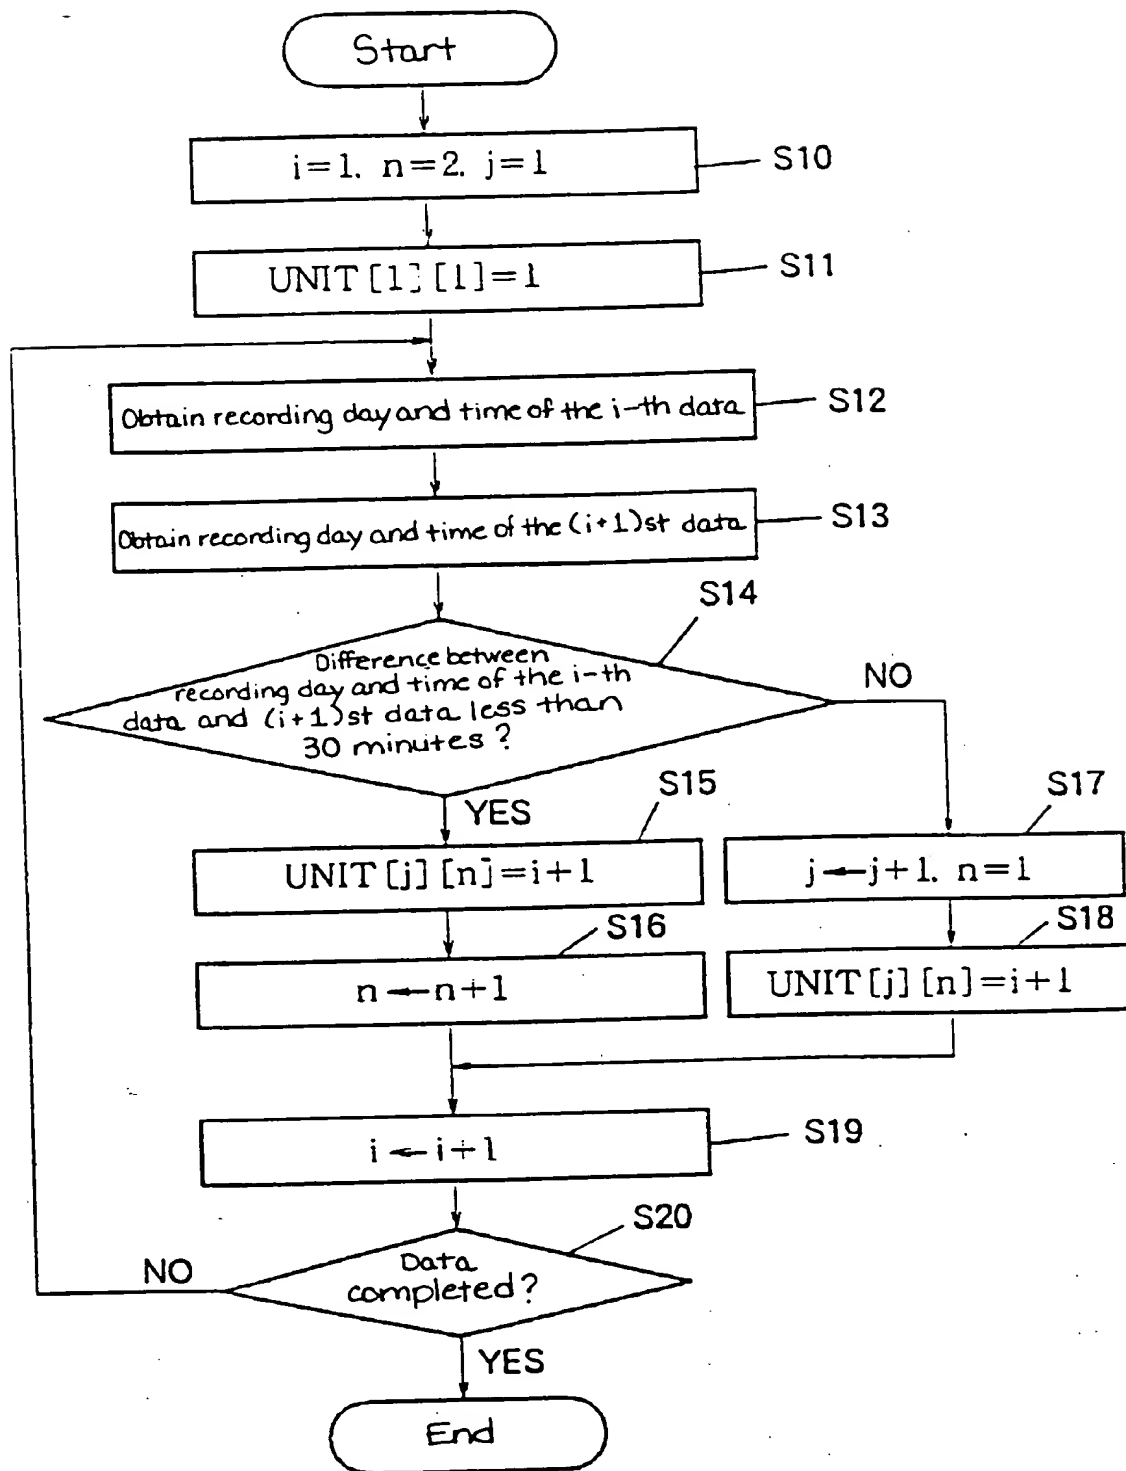 Start
i=1. n=2. j=1
S10
UNIT [1] [1]=1
S11
Obtain recording day and time of the i-th data
S12
Obtain recording day and time of the (i+1)st data
S13
S14
Difference between
recording day and time of the i-th
data and (i+1)st data less than
30 minutes?
NO
YES
S15
UNIT [j] [n]=i+1
S17
j←j+1. n=1
S16
n←n+1
S18
UNIT [j] [n]=i+1
i←i+1
S19
S20
Data
completed?
NO
YES
End